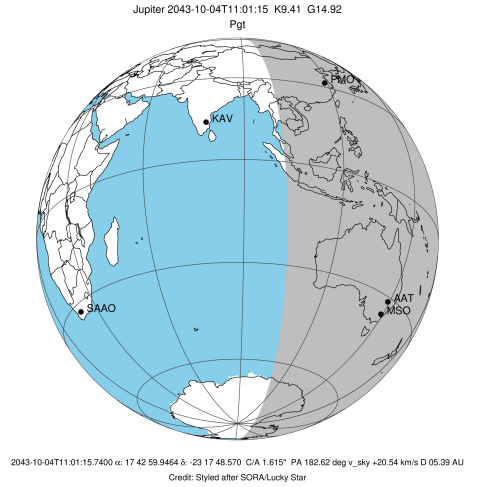 Jupiter 2043-10-04T11:01:15 K9.41 G14.92
Pgt
PMO
KAV
AAT
MSO
SAAO
2043-10-04T11:01:15.7400 α: 17 42 59.9464 δ: -23 17 48.570 C/A 1.615" PA 182.62 deg v_sky +20.54 km/s D 05.39 AU
Credit: Styled after SORA/Lucky Star